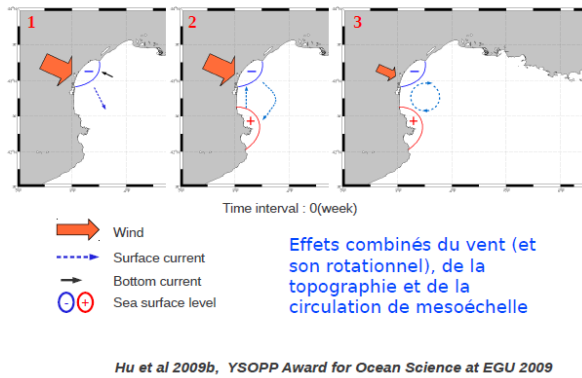 1
2
3
-
-
+
-
+
Time interval : 0(week)
Wind
Surface current
Bottom current
- + Sea surface level
Effets combinés du vent (et
son rotationnel), de la
topographie et de la
circulation de mesoéchelle
Hu et al 2009b, YSOPP Award for Ocean Science at EGU 2009